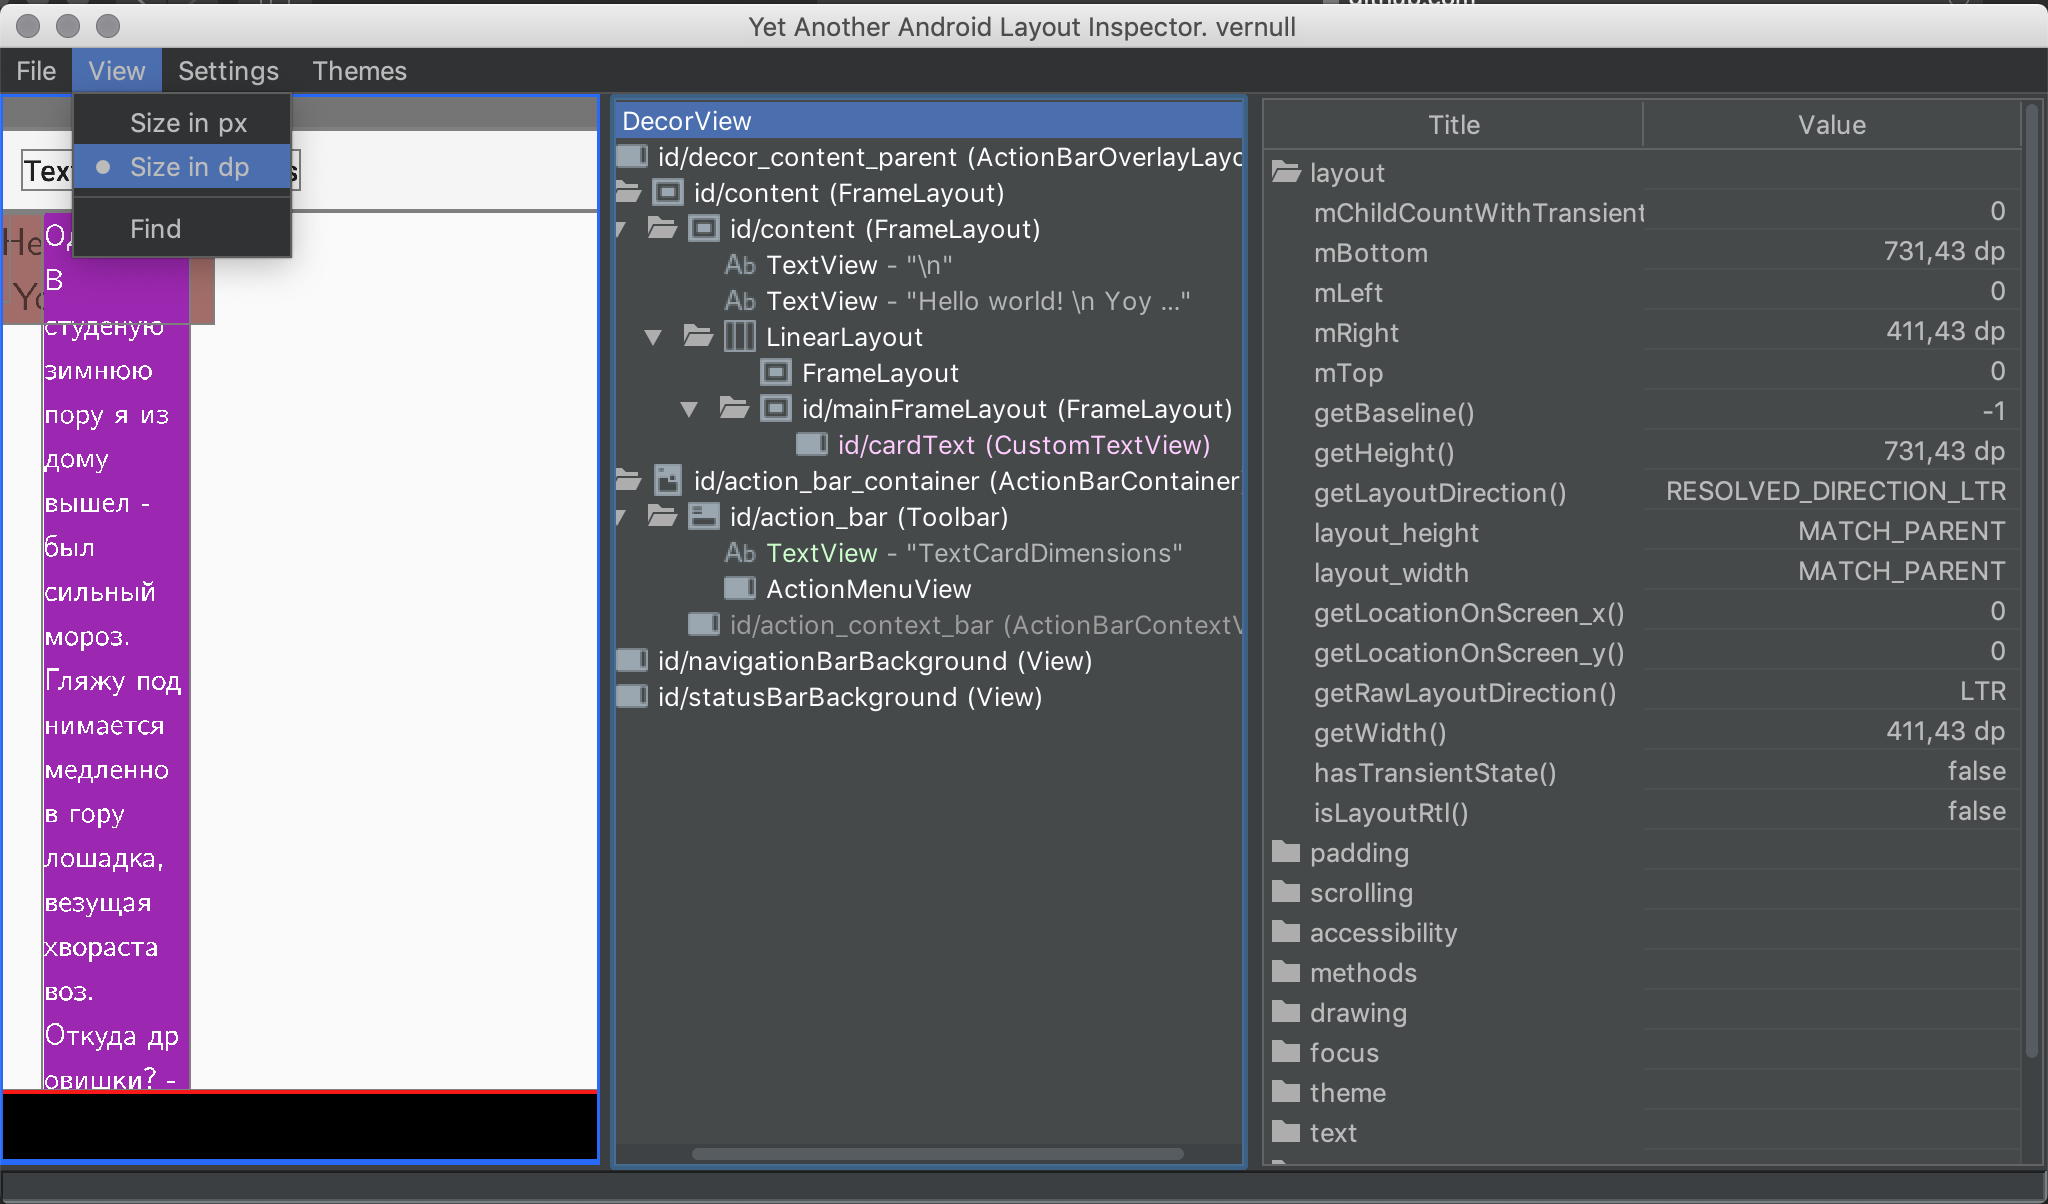 Yet Another Android Layout Inspector. vernull
File View Settings Themes
Size in px
Size in dp
Find
Tex
s
He
Yo
В
студеную
зимнюю
пору я из
дому
вышел -
был
сильный
мороз.
Гляжу под
нимается
медленно
в гору
лошадка,
везущая
хвораста
воз.
Откуда др
овишки? -
DecorView
id/decor_content_parent (ActionBarOverlayLayo
id/content (FrameLayout)
id/content (FrameLayout)
Ab TextView - "\n"
Ab TextView - "Hello world! \n Yoy ..."
LinearLayout
FrameLayout
id/mainFrameLayout (FrameLayout)
id/cardText (CustomTextView)
id/action_bar_container (ActionBarContainer
id/action_bar (Toolbar)
Ab TextView - "TextCardDimensions"
ActionMenuView
id/action_context_bar (ActionBarContextV
id/navigationBarBackground (View)
id/statusBarBackground (View)
Title Value
layout
mChildCountWithTransient 0
mBottom 731,43 dp
mLeft 0
mRight 411,43 dp
mTop 0
getBaseline() -1
getHeight() 731,43 dp
getLayoutDirection() RESOLVED_DIRECTION_LTR
layout_height MATCH_PARENT
layout_width MATCH_PARENT
getLocationOnScreen_x() 0
getLocationOnScreen_y() 0
getRawLayoutDirection() LTR
getWidth() 411,43 dp
hasTransientState() false
isLayoutRtl() false
padding
scrolling
accessibility
methods
drawing
focus
theme
text